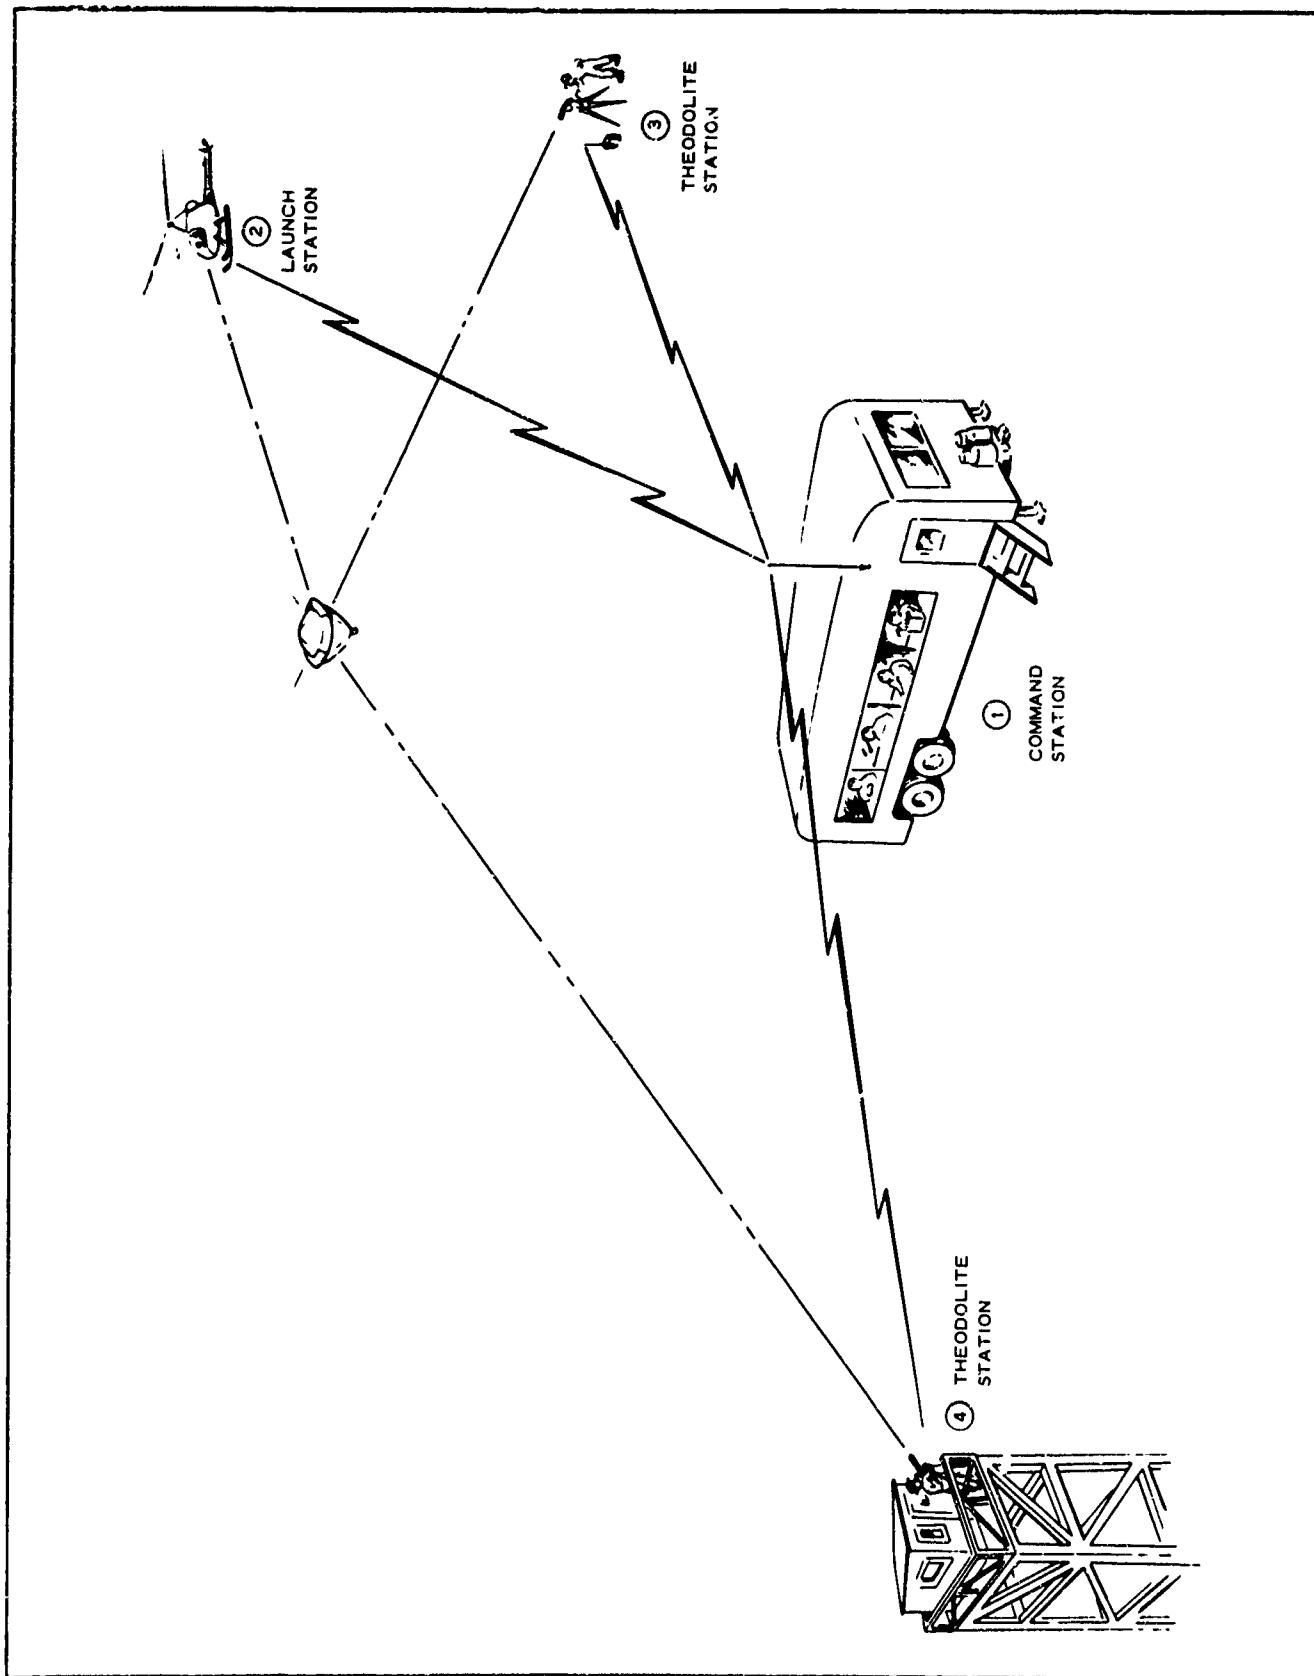 2
LAUNCH
STATION
3
THEODOLITE
STATION
1
COMMAND
STATION
4 THEODOLITE
STATION